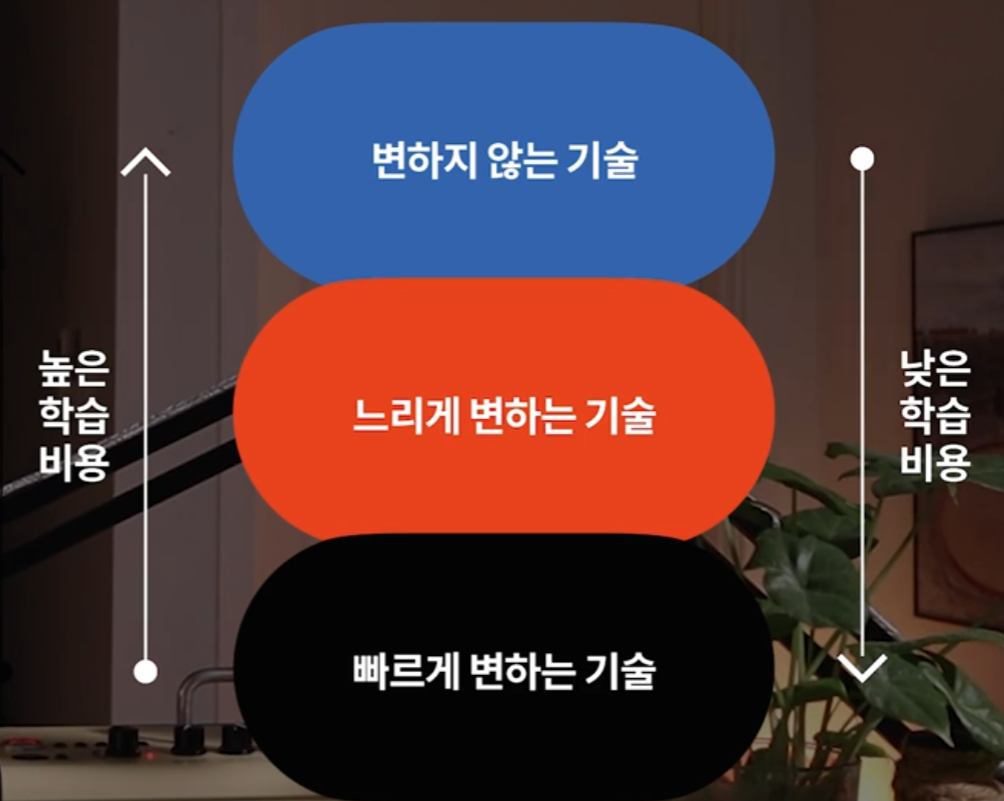 변하지 않는 기술
높은
학습
비용
느리게 변하는 기술
낮은
학습
비용
빠르게 변하는 기술